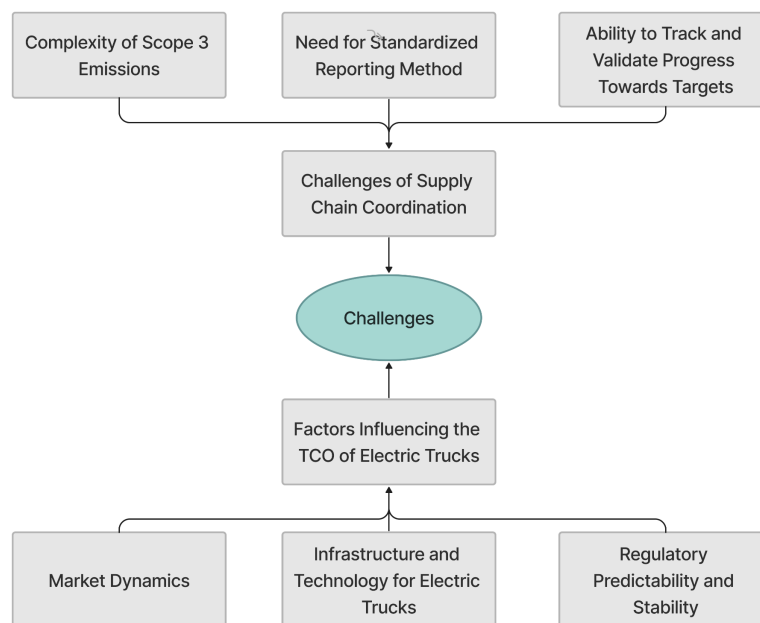 Complexity of Scope 3
Emissions
Need for Standardized
Reporting Method
Ability to Track and
Validate Progress
Towards Targets
Challenges of Supply
Chain Coordination
Challenges
Factors Influencing the
TCO of Electric Trucks
Market Dynamics
Infrastructure and
Technology for Electric
Trucks
Regulatory
Predictability and
Stability